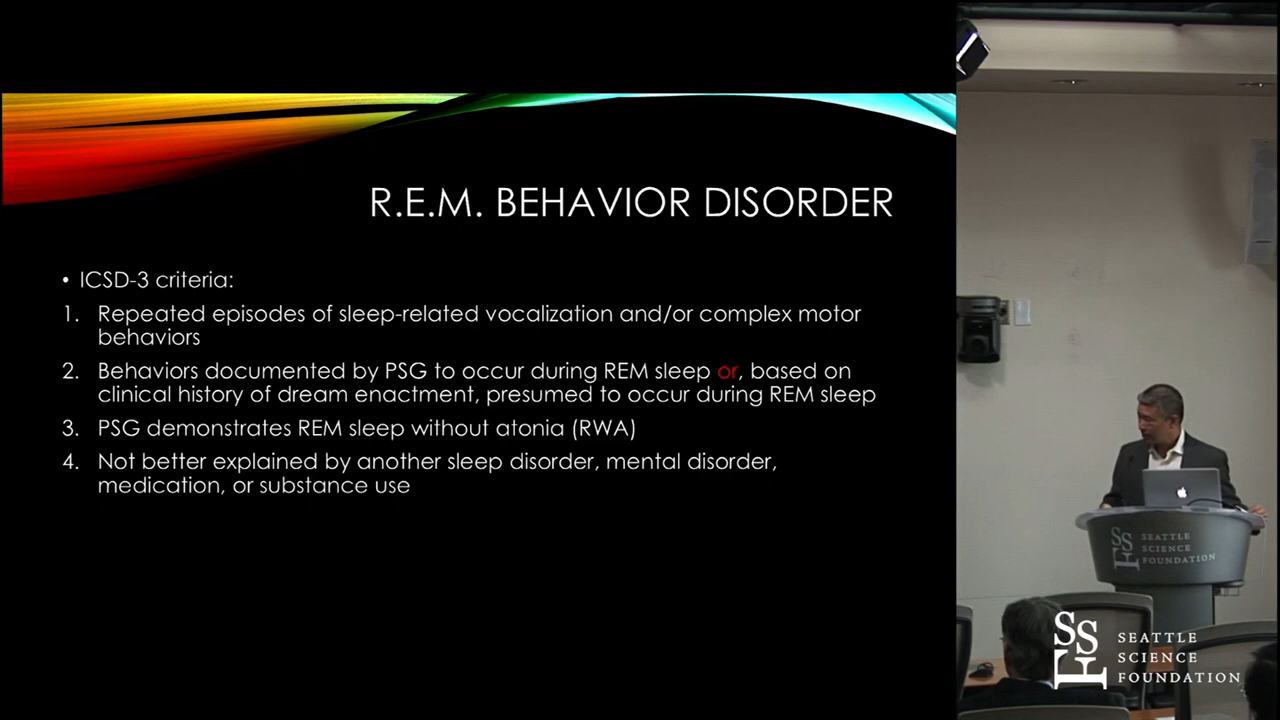 R.E.M. BEHAVIOR DISORDER
• ICSD-3 criteria:
1. Repeated episodes of sleep-related vocalization and/or complex motor
behaviors
2. Behaviors documented by PSG to occur during REM sleep or, based on
clinical history of dream enactment, presumed to occur during REM sleep
3. PSG demonstrates REM sleep without atonia (RWA)
4. Not better explained by another sleep disorder, mental disorder,
medication, or substance use
SSF
SEATTLE
SCIENCE
FOUNDATION
SSF
SEATTLE
SCIENCE
FOUNDATION